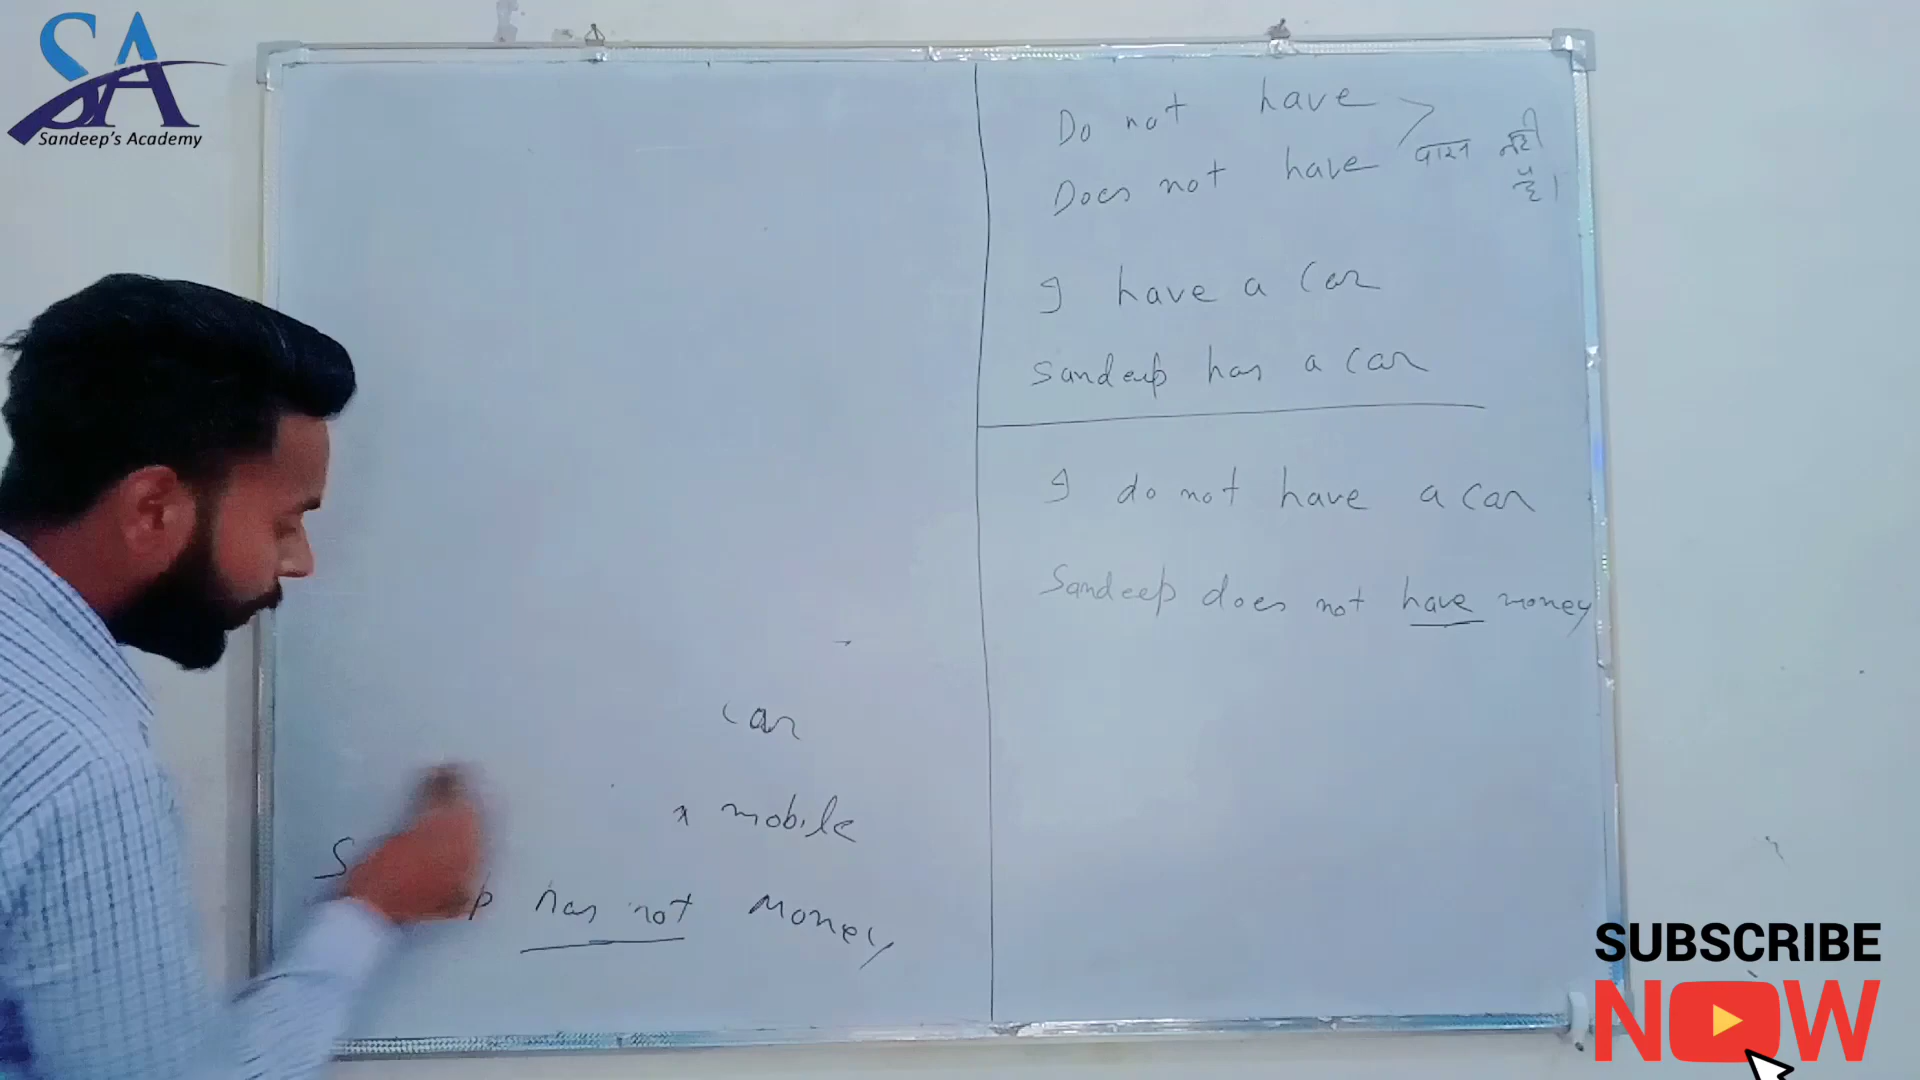 SA
Sandeep's Academy
Do not have
Does not have पास नहीं है।
I have a car
Sandeep has a car
I do not have a car
Sandeep does not have money
car
x mobile
has not money
SUBSCRIBE
NOW